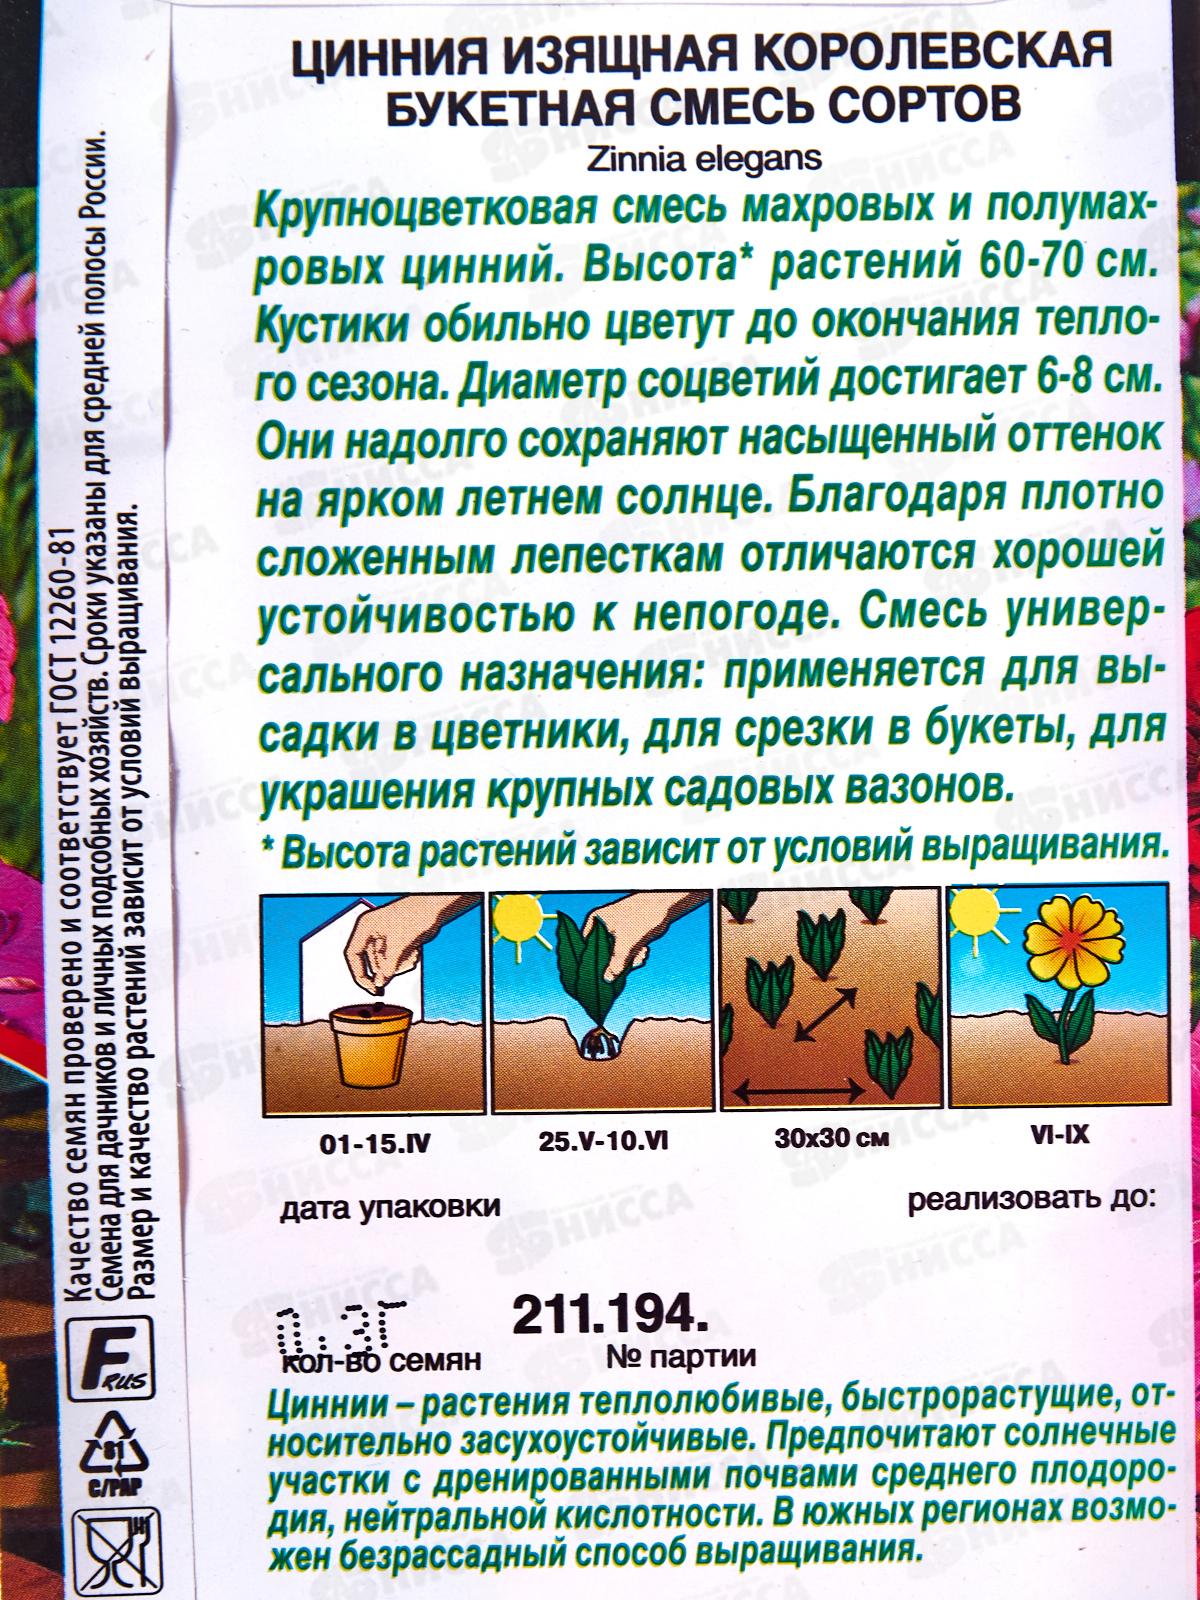 ЦИННИЯ ИЗЯЩНАЯ КОРОЛЕВСКАЯ
БУКЕТНАЯ СМЕСЬ СОРТОВ
Zinnia elegans
Крупноцветковая смесь махровых и полумах-
ровых цинний. Высота* растений 60-70 см.
Кустики обильно цветут до окончания тепло-
го сезона. Диаметр соцветий достигает 6-8 см.
Они надолго сохраняют насыщенный оттенок
на ярком летнем солнце. Благодаря плотно
сложенным лепесткам отличаются хорошей
устойчивостью к непогоде. Смесь универ-
сального назначения: применяется для вы-
садки в цветники, для срезки в букеты, для
украшения крупных садовых вазонов.
* Высота растений зависит от условий выращивания.
01-15.IV
25.V-10.VI
30x30 см
VI-IX
дата упаковки
реализовать до:
0.3г
211.194.
кол-во семян
№ партии
Циннии – растения теплолюбивые, быстрорастущие, от-
носительно засухоустойчивые. Предпочитают солнечные
участки с дренированными почвами среднего плодоро-
дия, нейтральной кислотности. В южных регионах возмо-
жен безрассадный способ выращивания.
Качество семян проверено и соответствует ГОСТ 12260-81
Семена для дачников и личных подсобных хозяйств. Сроки указаны для средней полосы России.
Размер и качество растений зависит от условий выращивания.
F RUS
81
C/PAP
НИССА